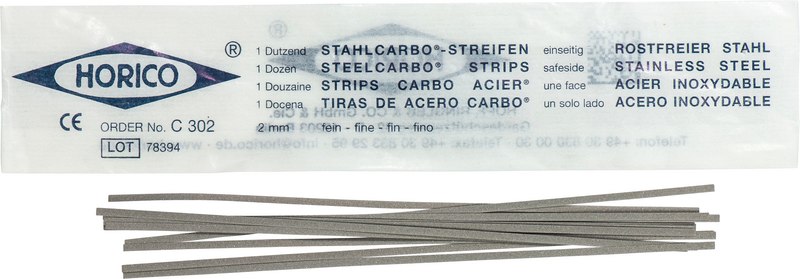 HORICO ®
1 Dutzend STAHLCARBO®-STREIFEN einseitig ROSTFREIER STAHL
1 Dozen STEELCARBO® STRIPS safeside STAINLESS STEEL
1 Douzaine STRIPS CARBO ACIER® une face ACIER INOXYDABLE
1 Docena TIRAS DE ACERO CARBO® un solo lado ACERO INOXYDABLE
CE ORDER No. C 302 2 mm fein - fine - fin - fino
LOT 78394